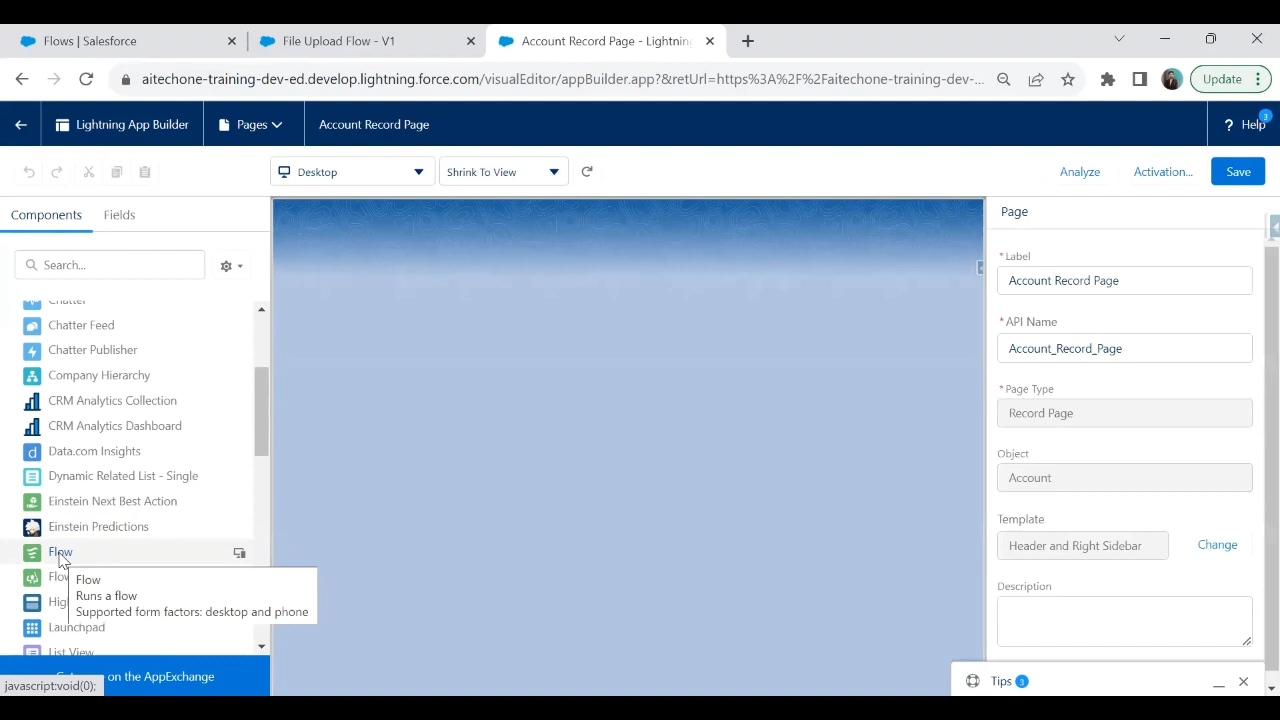 Flows | Salesforce
File Upload Flow - V1
Account Record Page - Lightning
aitechone-training-dev-ed.develop.lightning.force.com/visualEditor/appBuilder.app?&retUrl=https%3A%2F%2Faitechone-training-dev-...
Update
Lightning App Builder
Pages
Account Record Page
? Help
3
Desktop
Shrink To View
Analyze
Activation...
Save
Components
Fields
Search...
Chatter
Chatter Feed
Chatter Publisher
Company Hierarchy
CRM Analytics Collection
CRM Analytics Dashboard
Data.com Insights
Dynamic Related List - Single
Einstein Next Best Action
Einstein Predictions
Flow
Flow
Runs a flow
Supported form factors: desktop and phone
Launchpad
List View
on the AppExchange
javascript:void(0);
Page
* Label
Account Record Page
* API Name
Account_Record_Page
* Page Type
Record Page
Object
Account
Template
Header and Right Sidebar
Change
Description
Tips 3